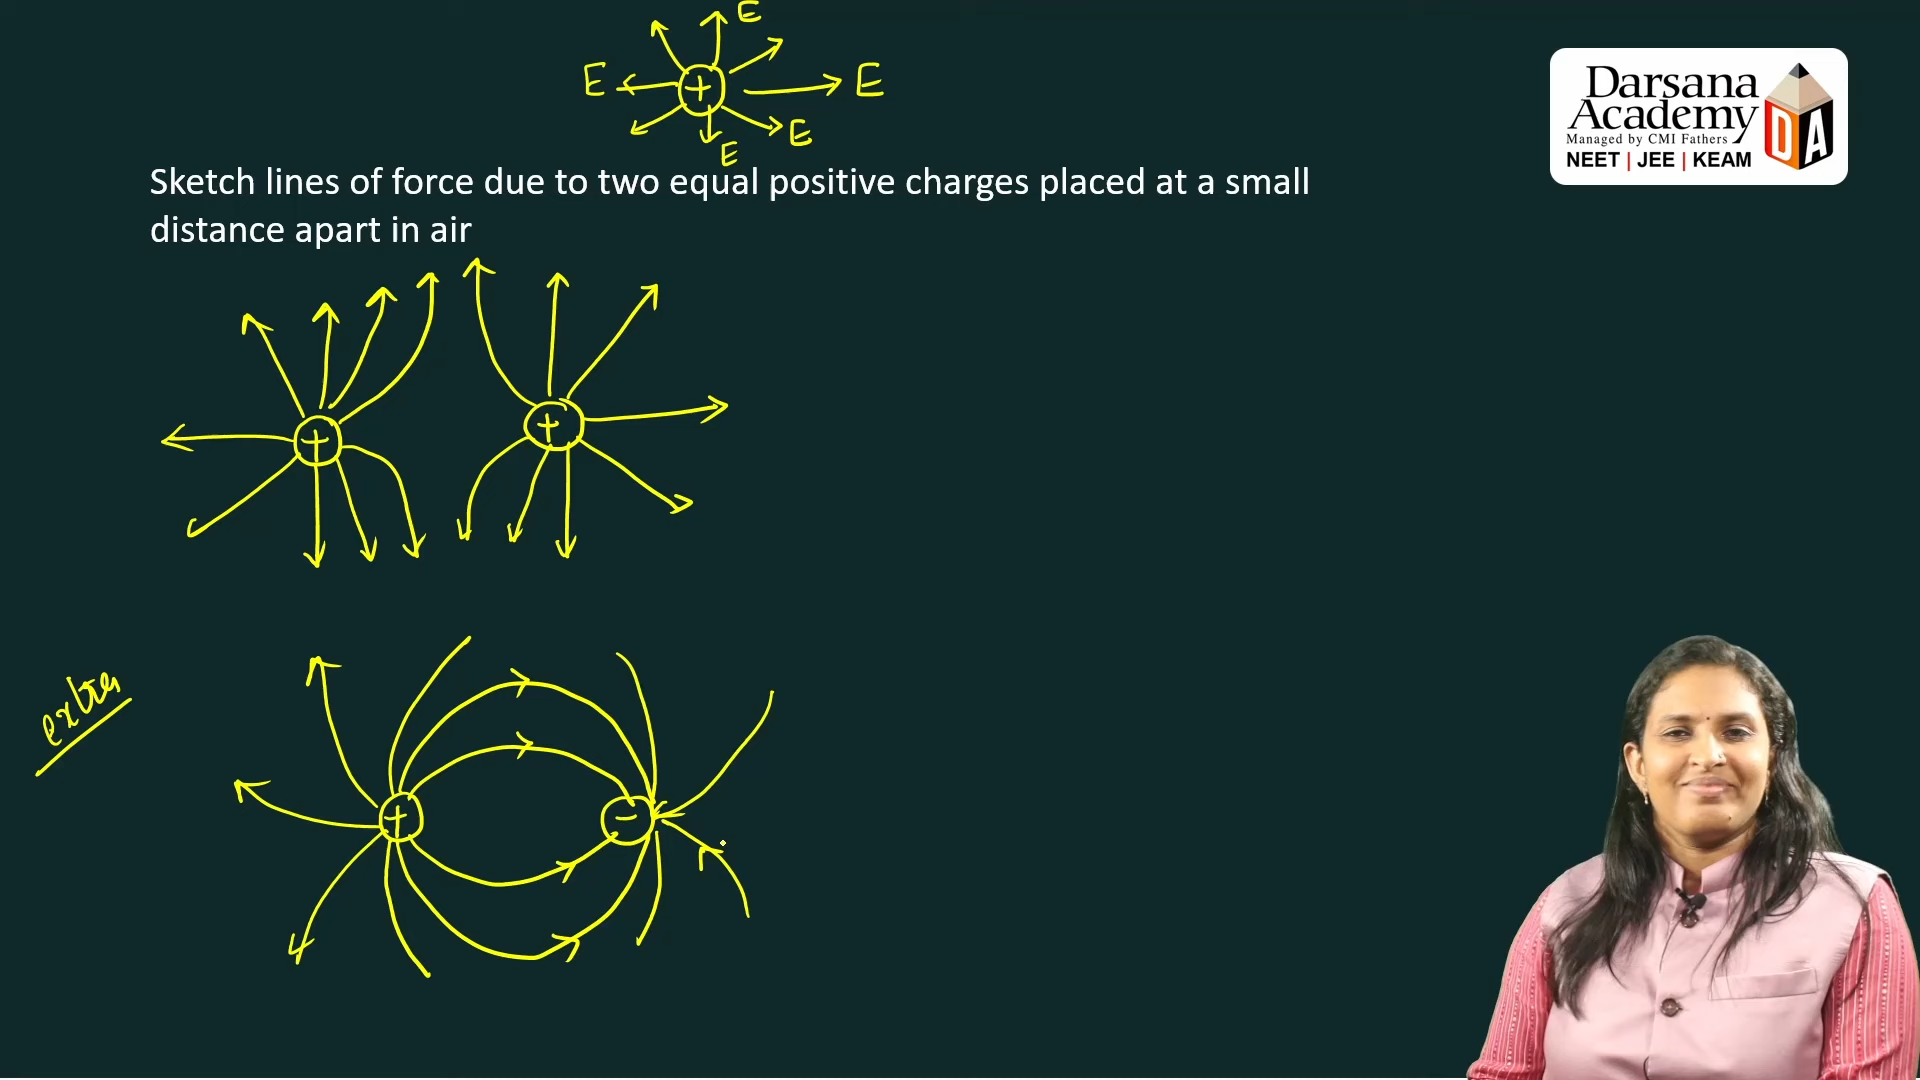 E
E
E
E
E
+
Darsana
Academy
Managed by CMI Fathers
NEET | JEE | KEAM
DA
Sketch lines of force due to two equal positive charges placed at a small
distance apart in air
+
+
extra
+
-